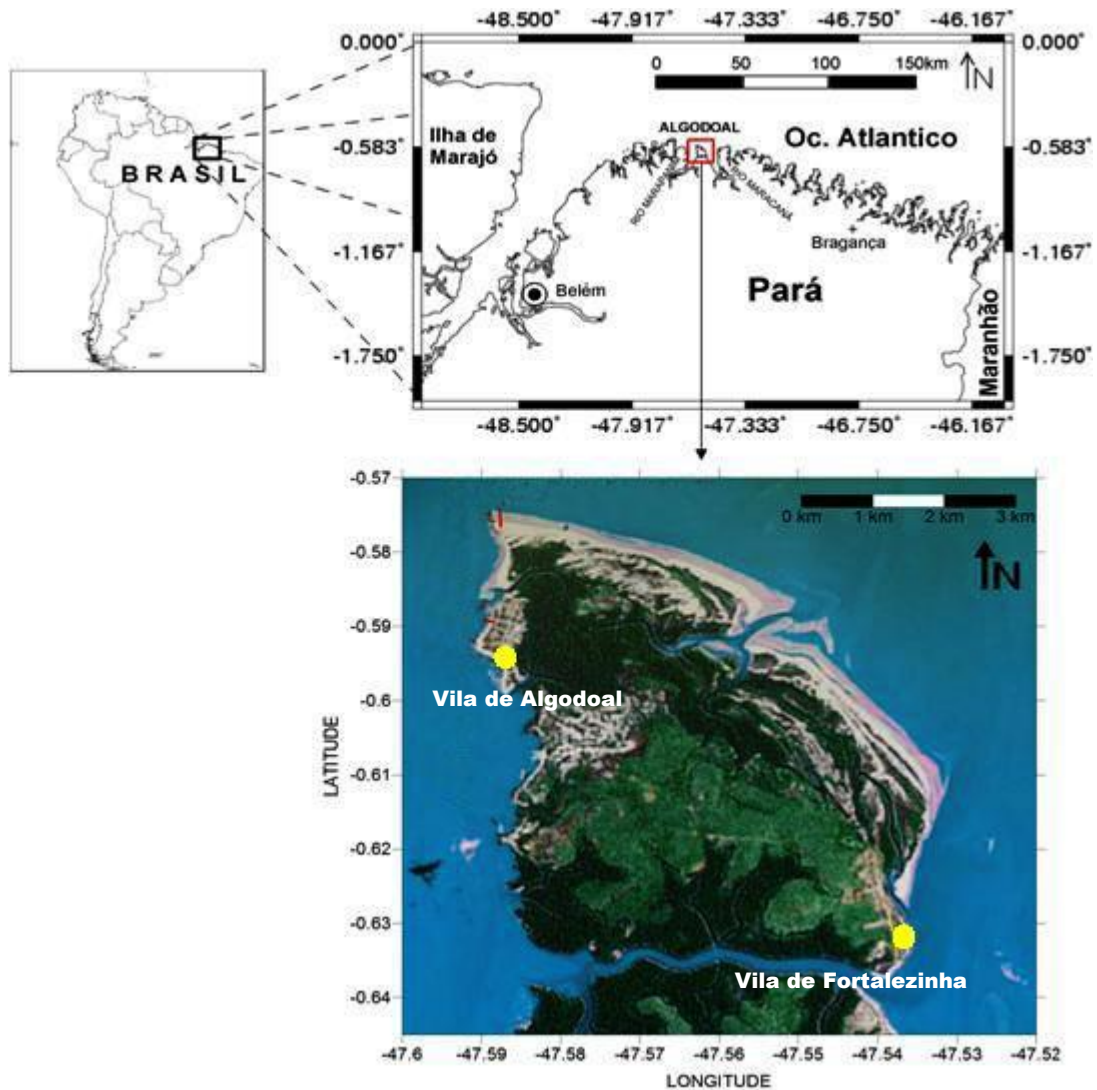 -48.500° -47.917° -47.333° -46.750° -46.167°
0.000° 0.000°
0 50 100 150km
N
Ilha de
Marajó
ALGODOAL
Oc. Atlantico
-0.583° -0.583°
BRASIL
RIO MARACANÃ
Bragança
-1.167° -1.167°
Belém
Pará
Maranhão
-1.750° -1.750°
-48.500° -47.917° -47.333° -46.750° -46.167°
-0.57
0 km 1 km 2 km 3 km
-0.58
N
-0.59
Vila de Algodoal
-0.6
LATITUDE
-0.61
-0.62
-0.63
Vila de Fortalezinha
-0.64
-47.6 -47.59 -47.58 -47.57 -47.56 -47.55 -47.54 -47.53 -47.52
LONGITUDE